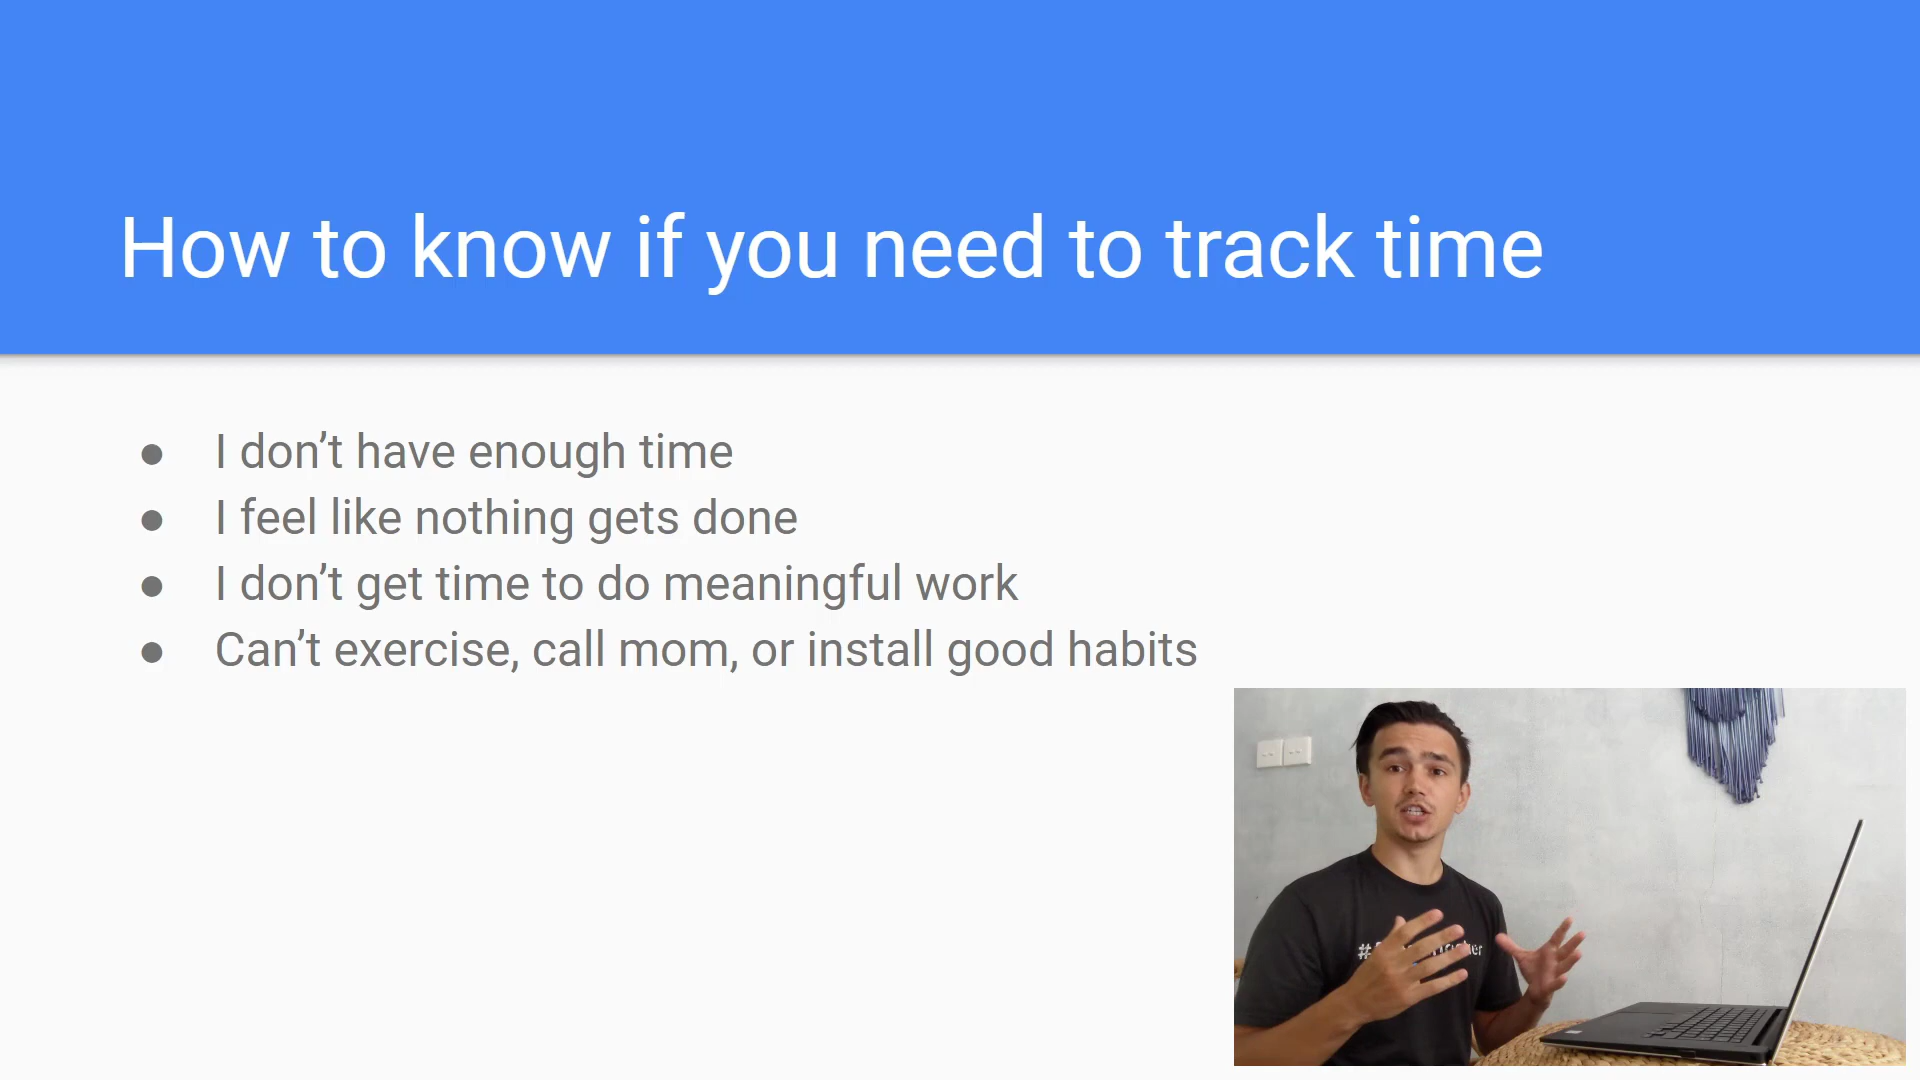 How to know if you need to track time
● I don’t have enough time
● I feel like nothing gets done
● I don’t get time to do meaningful work
● Can’t exercise, call mom, or install good habits